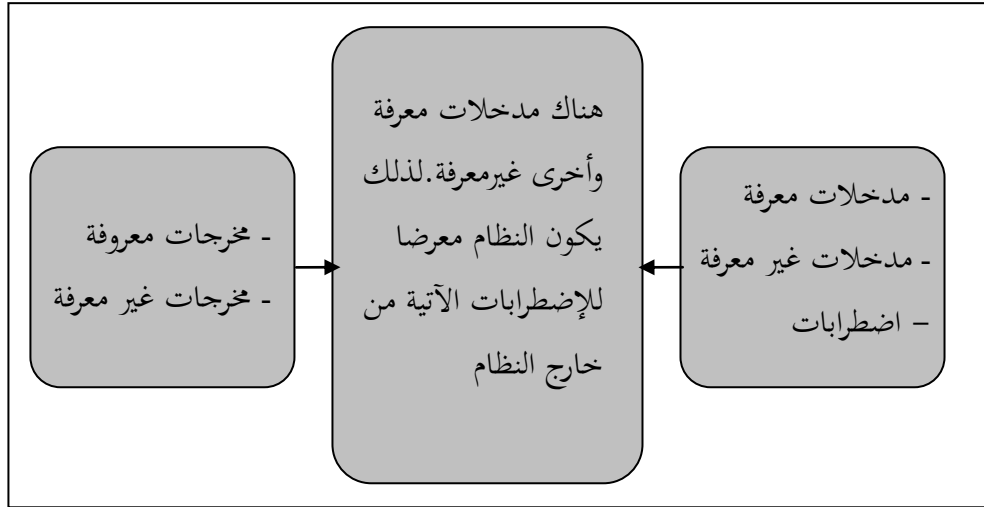 - مدخلات معرفة
- مدخلات غير معرفة
– اضطرابات
هناك مدخلات معرفة
وأخرى غيرمعرفة.لذلك
يكون النظام معرضا
للإضطرابات الآتية من
خارج النظام
- مخرجات معروفة
- مخرجات غير معرفة